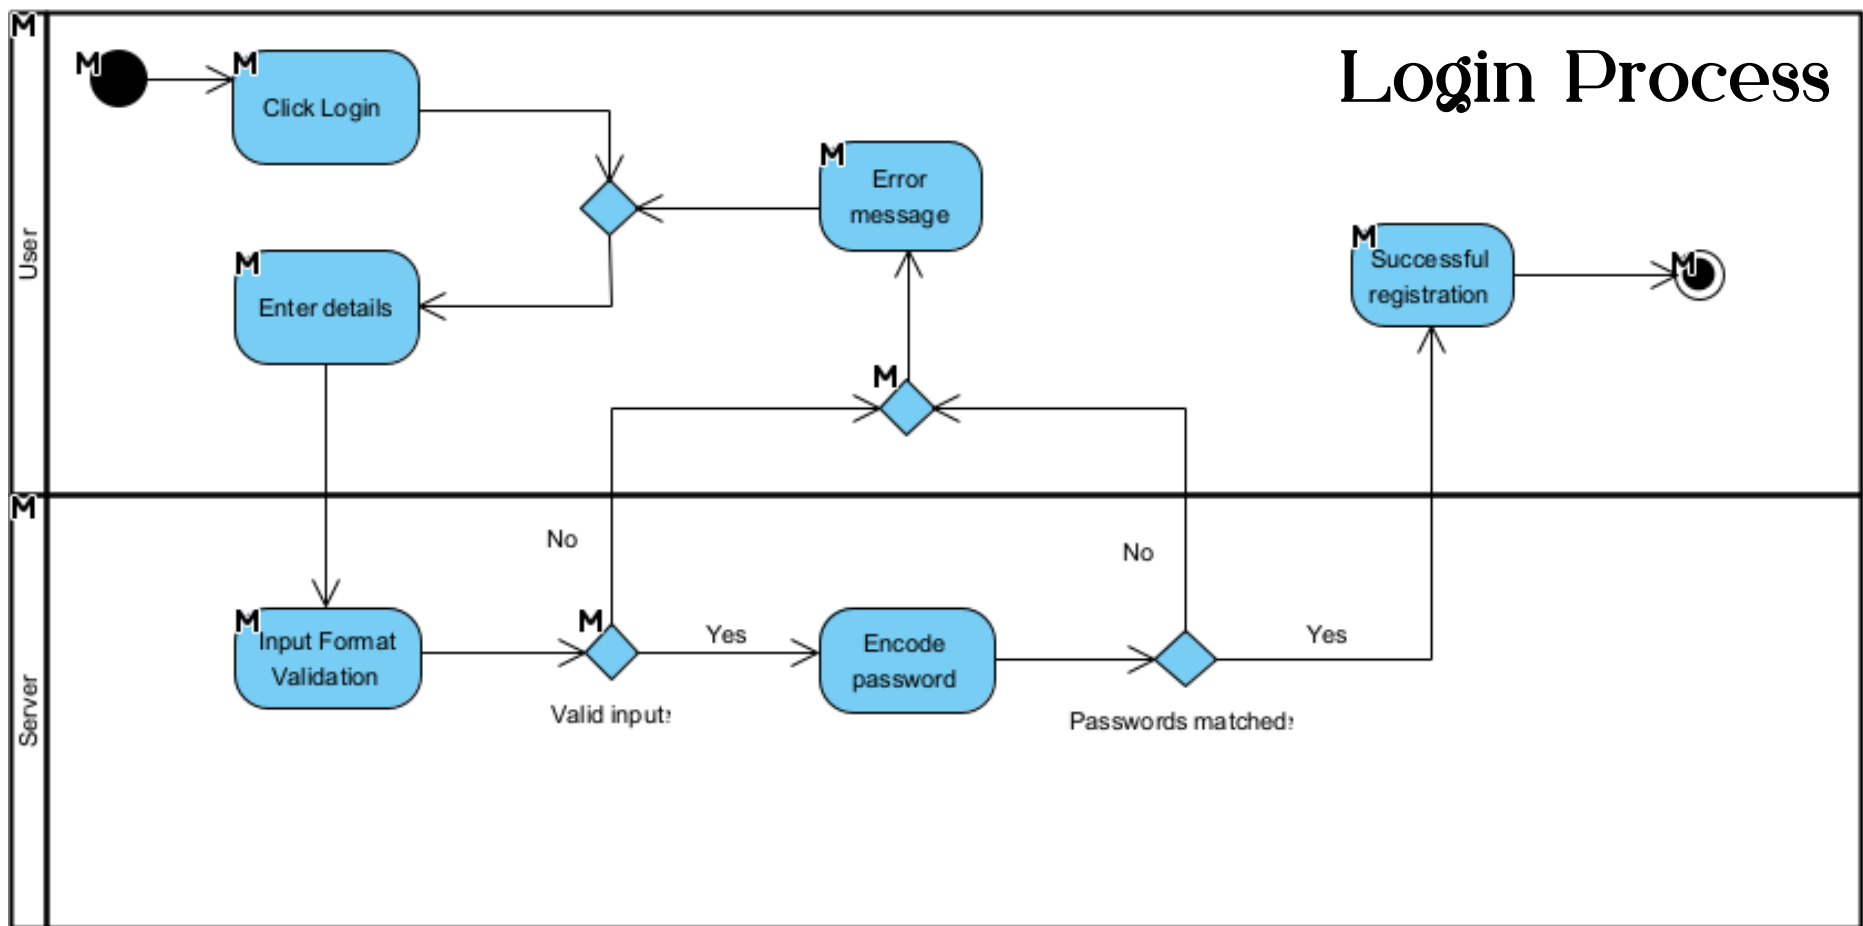 M
Login Process
M
M
Click Login
M
Error
message
User
M
Enter details
M
Successful
registration
M
M
M
No
No
Server
M
Input Format
Validation
M
Yes
Encode
password
Yes
Valid input?
Passwords matched?